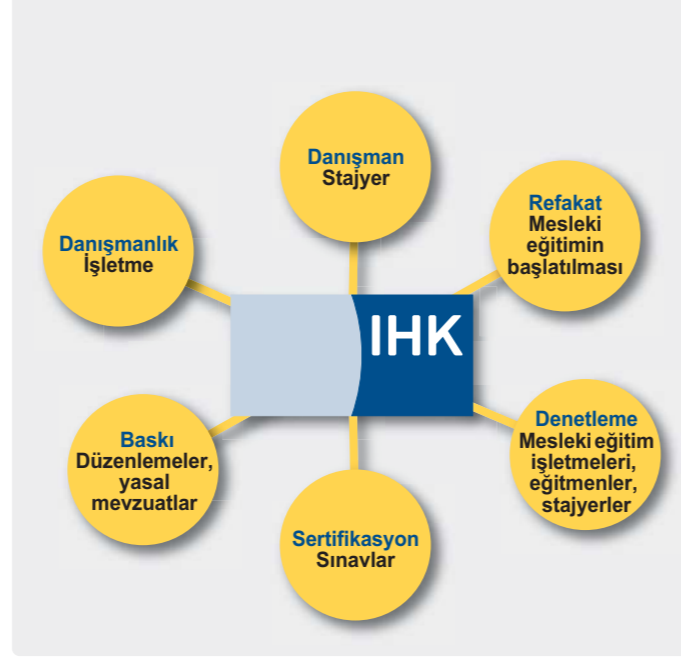 Danışman
Stajyer
Refakat
Mesleki
eğitimin
başlatılması
Danışmanlık
İşletme
IHK
Denetleme
Mesleki eğitim
işletmeleri,
eğitmenler,
stajyerler
Baskı
Düzenlemeler,
yasal
mevzuatlar
Sertifikasyon
Sınavlar